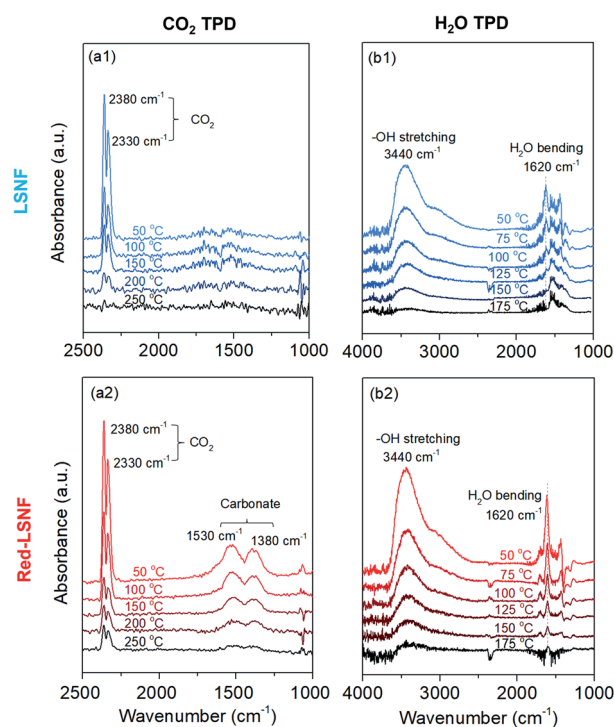 CO₂ TPD
H₂O TPD
LSNF
Absorbance (a.u.)
(a1)
2380 cm⁻¹
2330 cm⁻¹
CO₂
50 °C
100 °C
150 °C
200 °C
250 °C
2500 2000 1500 1000
(b1)
-OH stretching
3440 cm⁻¹
H₂O bending
1620 cm⁻¹
50 °C
75 °C
100 °C
125 °C
150 °C
175 °C
4000 3000 2000 1000
Red-LSNF
Absorbance (a.u.)
(a2)
2380 cm⁻¹
2330 cm⁻¹
CO₂
Carbonate
1530 cm⁻¹
1380 cm⁻¹
50 °C
100 °C
150 °C
200 °C
250 °C
2500 2000 1500 1000
Wavenumber (cm⁻¹)
(b2)
-OH stretching
3440 cm⁻¹
H₂O bending
1620 cm⁻¹
50 °C
75 °C
100 °C
125 °C
150 °C
175 °C
4000 3000 2000 1000
Wavenumber (cm⁻¹)